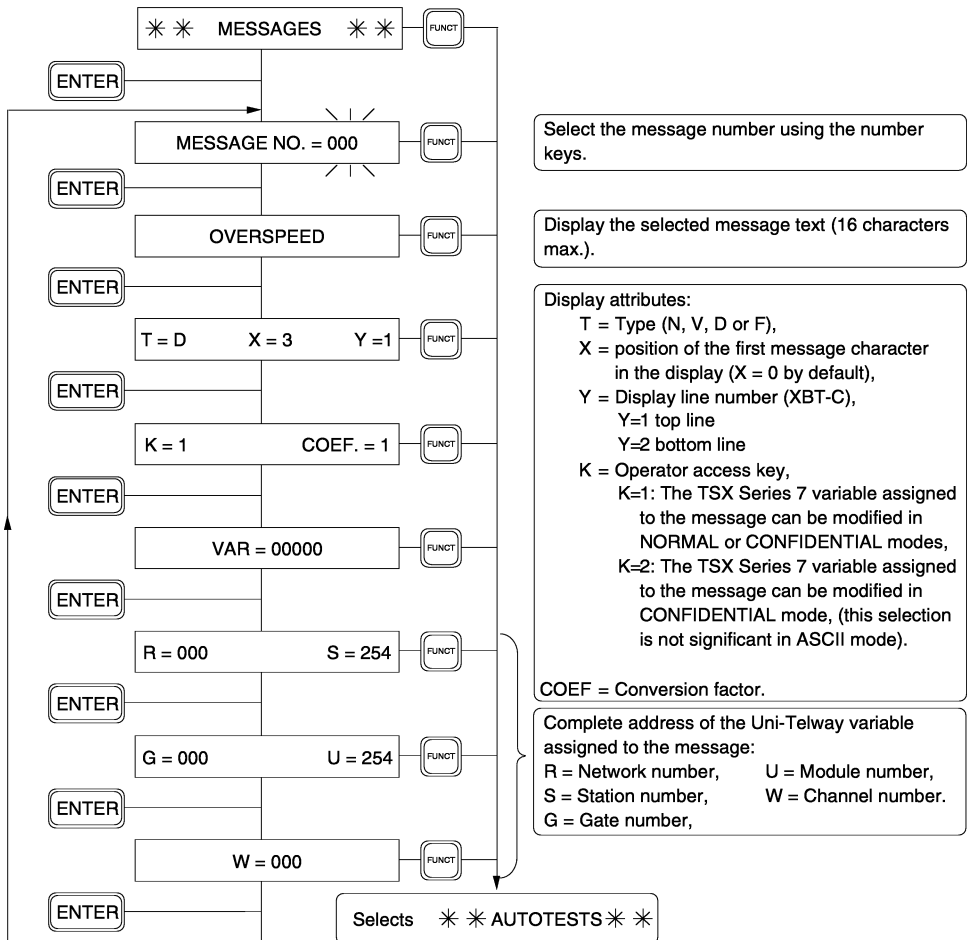 ✳ ✳ MESSAGES ✳ ✳ FUNCT
ENTER
MESSAGE NO. = 000 FUNCT
Select the message number using the number
keys.
ENTER
OVERSPEED FUNCT
Display the selected message text (16 characters
max.).
ENTER
T = D X = 3 Y =1 FUNCT
ENTER
K = 1 COEF. = 1 FUNCT
ENTER
VAR = 00000 FUNCT
ENTER
Display attributes:
T = Type (N, V, D or F),
X = position of the first message character
in the display (X = 0 by default),
Y = Display line number (XBT-C),
Y=1 top line
Y=2 bottom line
K = Operator access key,
K=1: The TSX Series 7 variable assigned
to the message can be modified in
NORMAL or CONFIDENTIAL modes,
K=2: The TSX Series 7 variable assigned
to the message can be modified in
CONFIDENTIAL mode, (this selection
is not significant in ASCII mode).
COEF = Conversion factor.
R = 000 S = 254 FUNCT
ENTER
G = 000 U = 254 FUNCT
ENTER
W = 000 FUNCT
ENTER
Complete address of the Uni-Telway variable
assigned to the message:
R = Network number, U = Module number,
S = Station number, W = Channel number.
G = Gate number,
Selects ✳ ✳ AUTOTESTS ✳ ✳